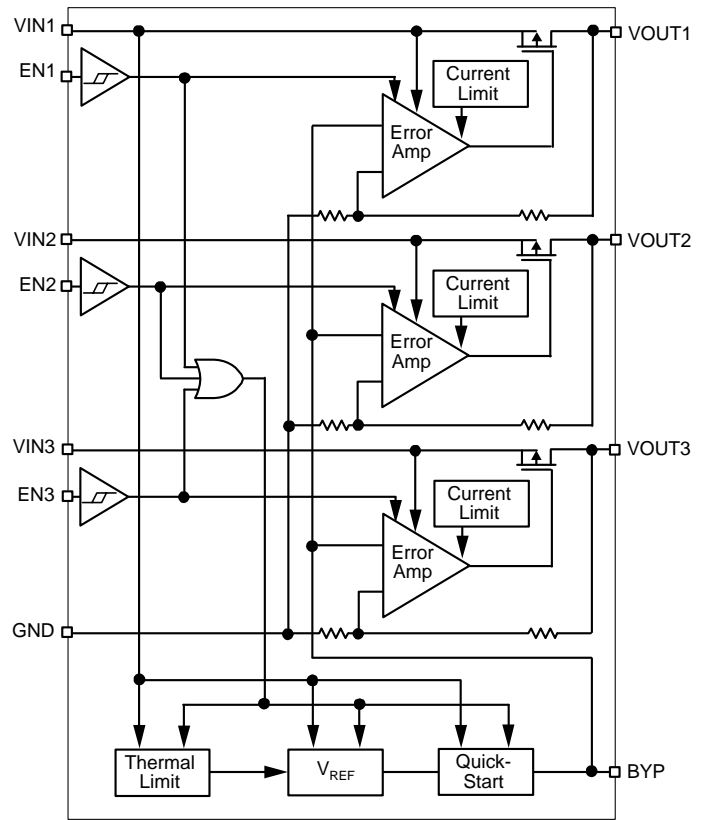 VIN1
VOUT1
EN1
Current
Limit
Error
Amp
VIN2
VOUT2
EN2
Current
Limit
Error
Amp
VIN3
VOUT3
EN3
Current
Limit
Error
Amp
GND
Thermal
Limit
VREF
Quick-
Start
BYP